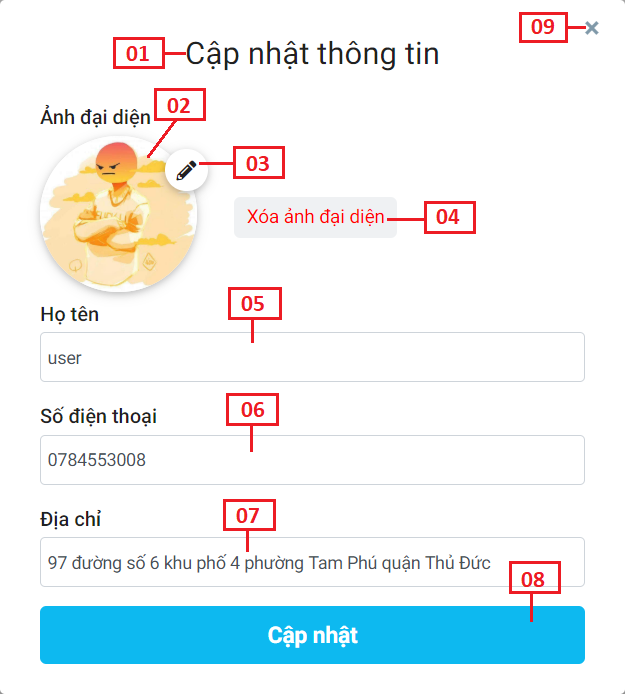 09
×
01
Cập nhật thông tin
Ảnh đại diện
02
03
Xóa ảnh đại diện
04
Họ tên
05
user
Số điện thoại
06
0784553008
Địa chỉ
07
97 đường số 6 khu phố 4 phường Tam Phú quận Thủ Đức
08
Cập nhật